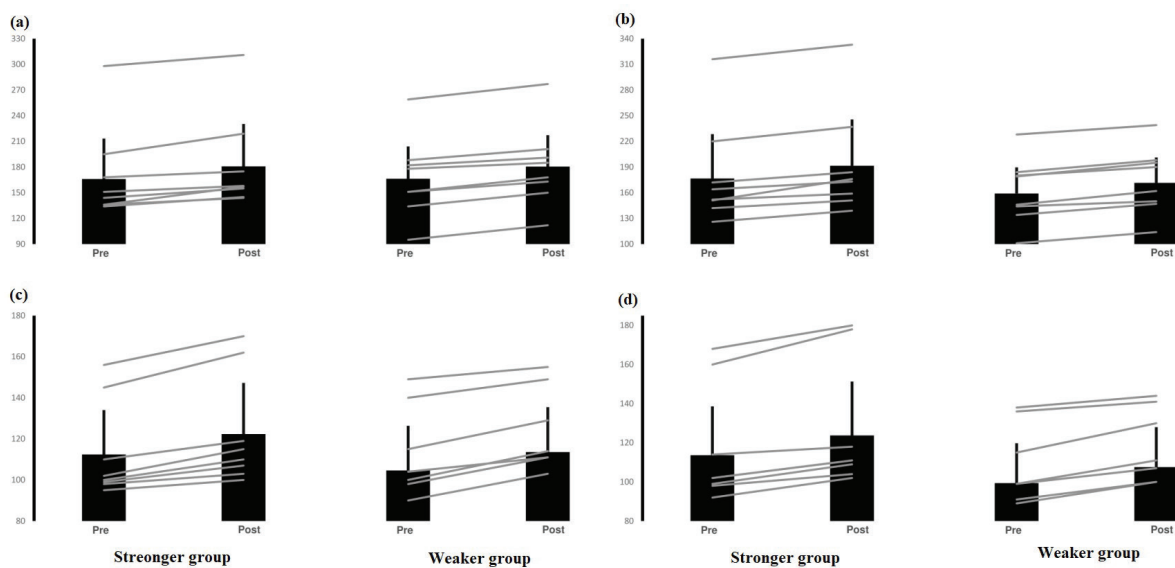 (a)
330
300
270
240
210
180
150
120
90
Pre
Post
Pre
Post
(b)
340
310
280
250
220
190
160
130
100
Pre
Post
Pre
Post
(c)
180
160
140
120
100
80
Pre
Post
Pre
Post
Streonger group
Weaker group
(d)
180
160
140
120
100
80
Pre
Post
Pre
Post
Stronger group
Weaker group